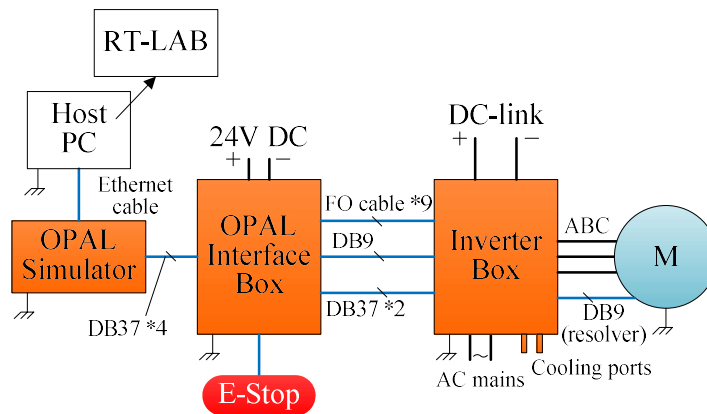 RT-LAB
Host
PC
Ethernet
cable
OPAL
Simulator
DB37 *4
24V DC
+ −
OPAL
Interface
Box
E-Stop
FO cable *9
DB9
DB37 *2
DC-link
+ −
Inverter
Box
AC mains
~
Cooling ports
ABC
M
DB9
(resolver)